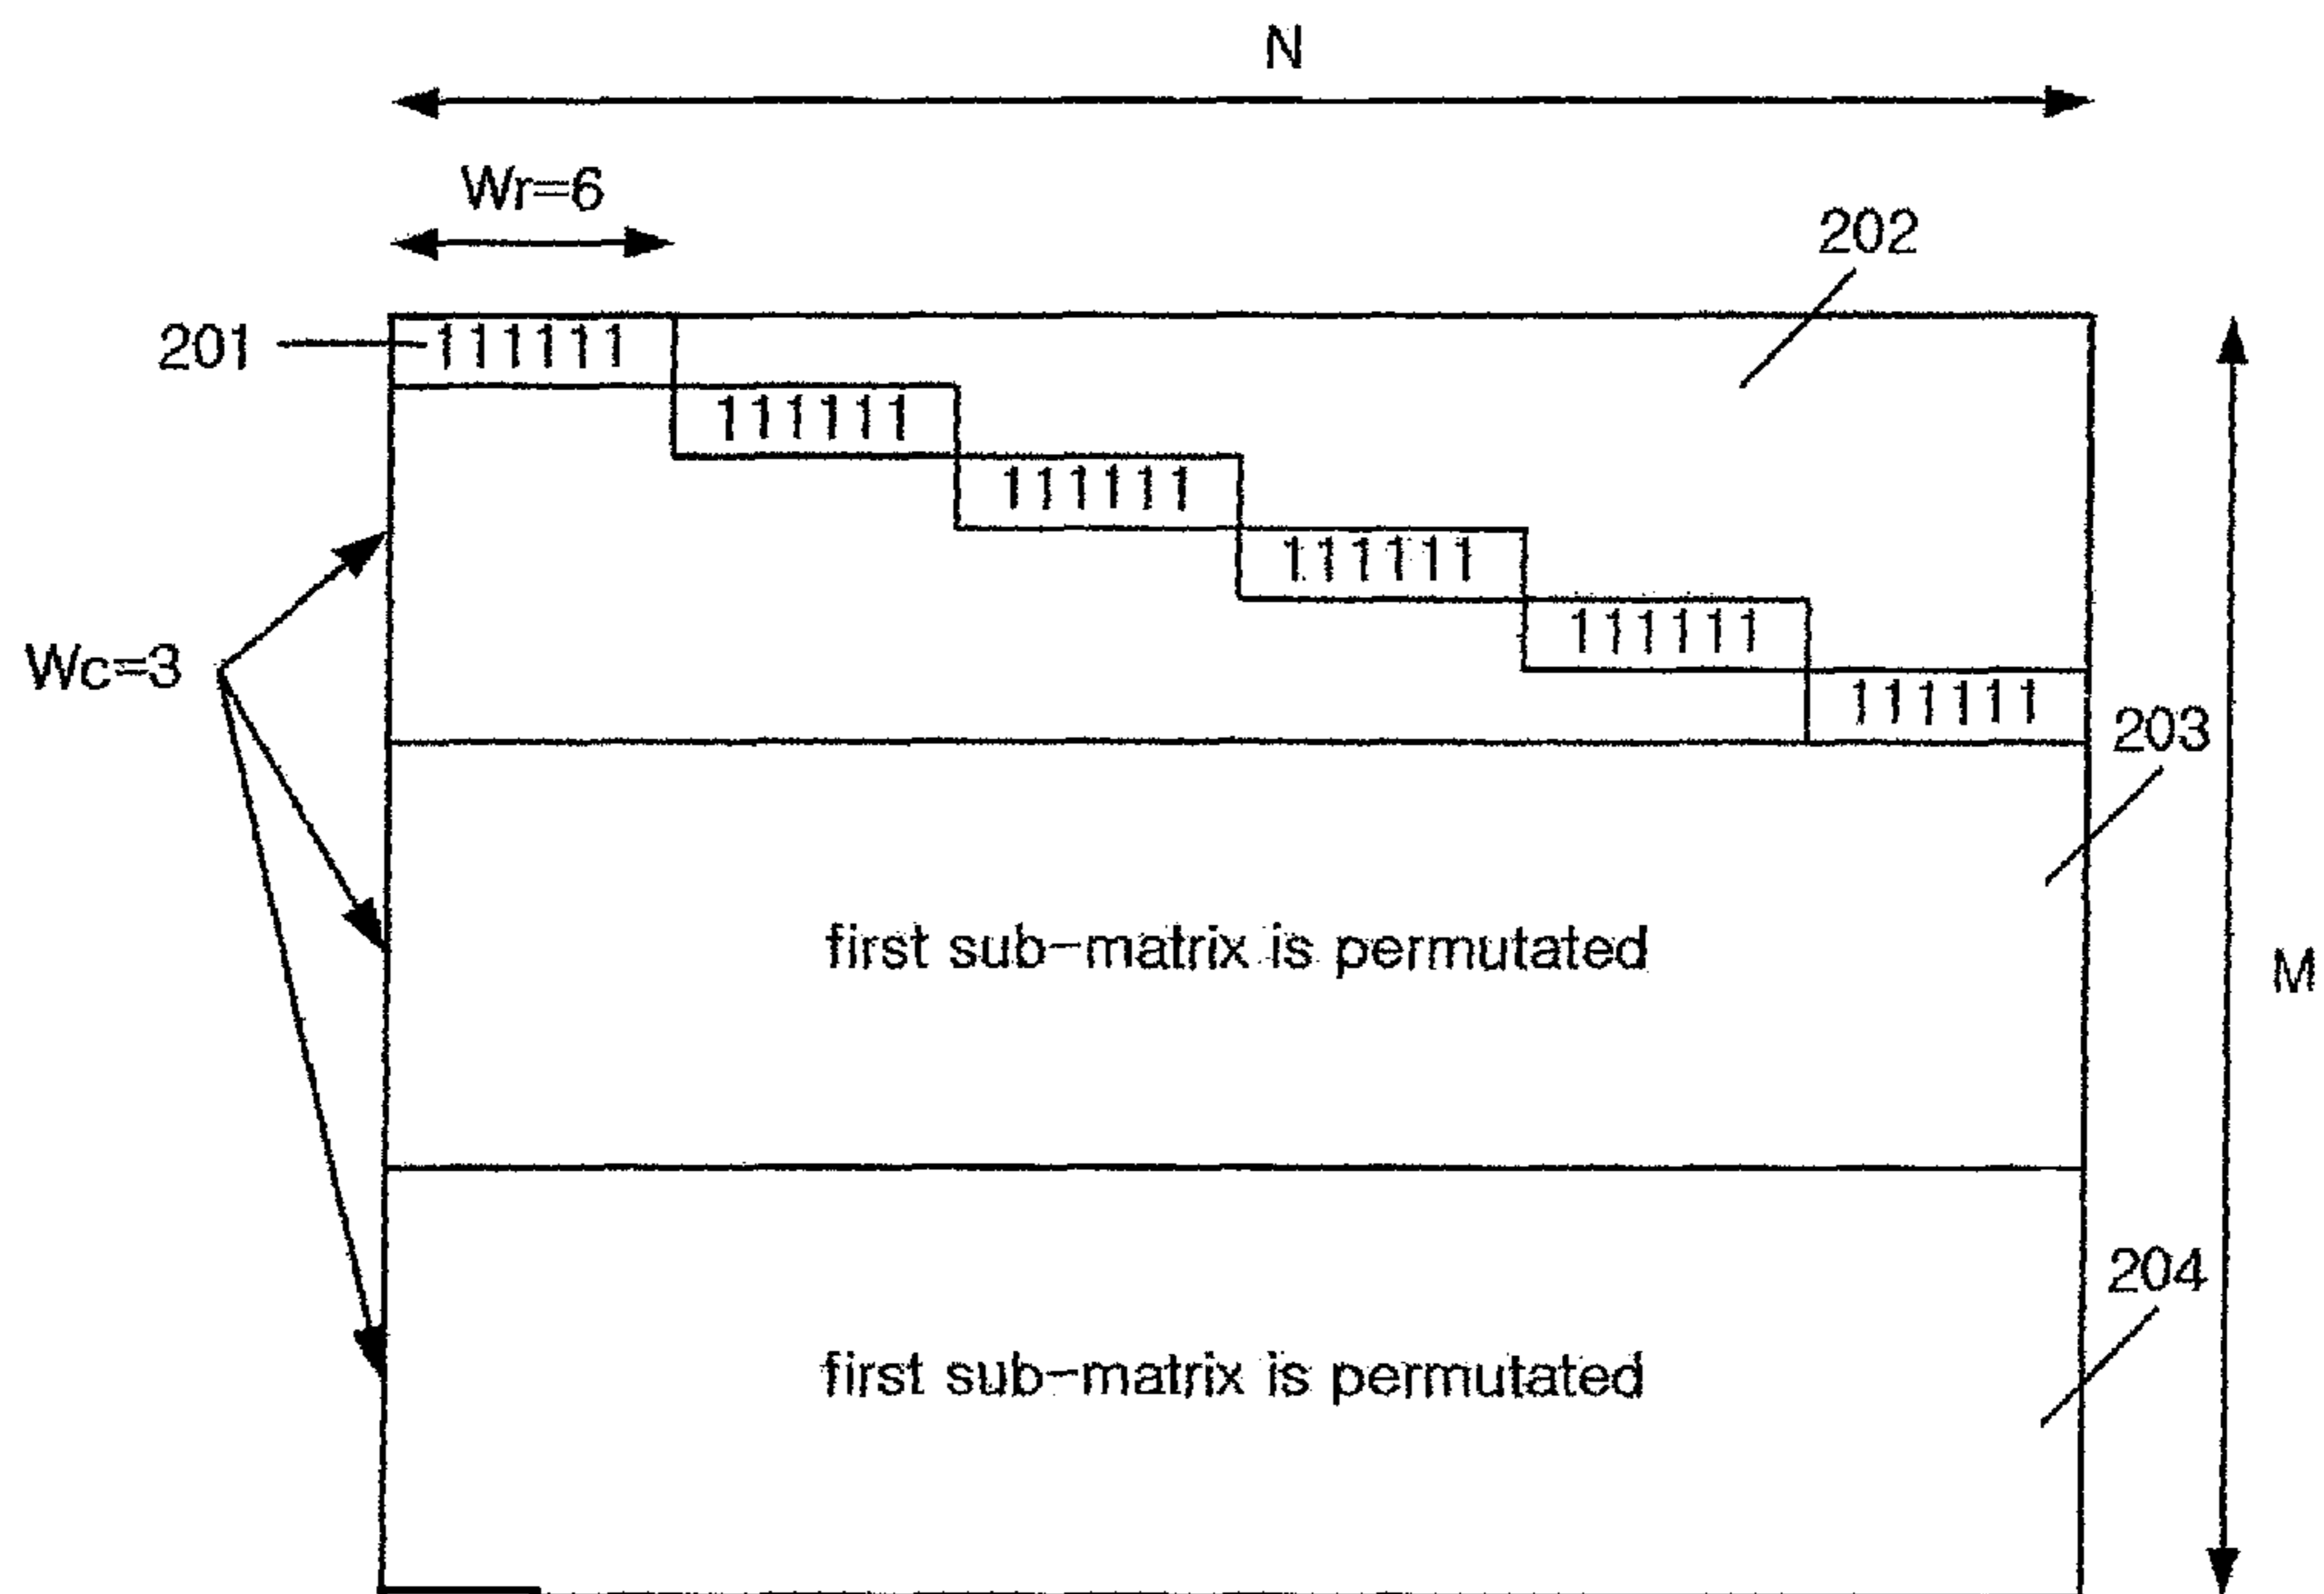 N
Wr=6
202
201
111111
111111
111111
111111
111111
111111
Wc=3
203
first sub-matrix is permutated
M
204
first sub-matrix is permutated